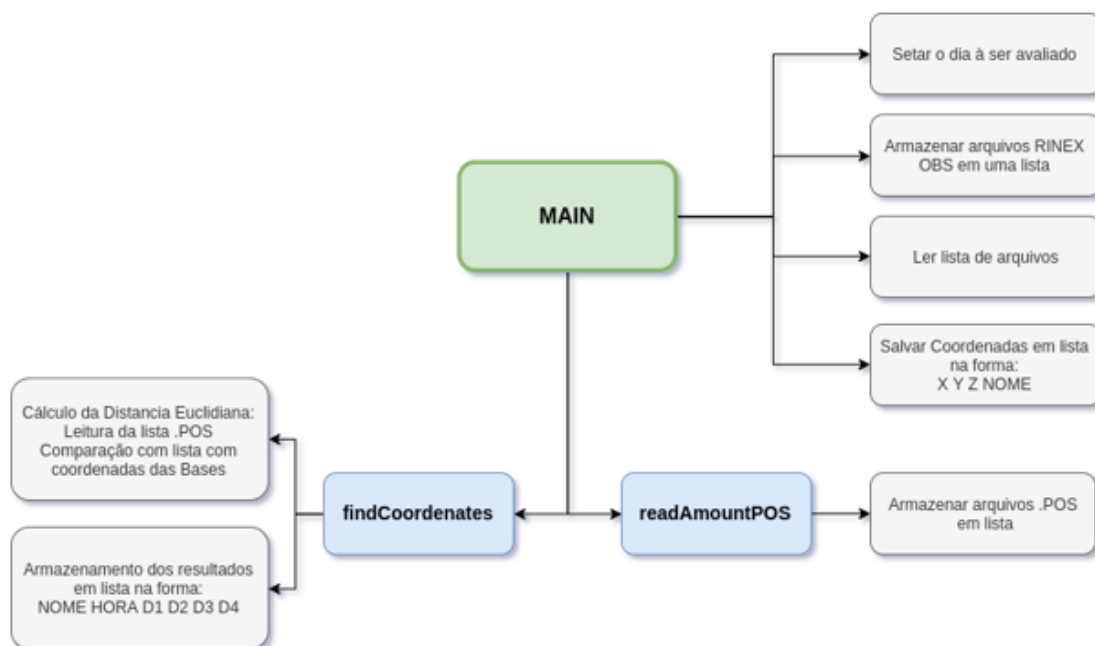 Setar o dia à ser avaliado
Armazenar arquivos RINEX
OBS em uma lista
MAIN
Ler lista de arquivos
Salvar Coordenadas em lista
na forma:
X Y Z NOME
Cálculo da Distancia Euclidiana:
Leitura da lista .POS
Comparação com lista com
coordenadas das Bases
findCoordenates
readAmountPOS
Armazenar arquivos .POS
em lista
Armazenamento dos resultados
em lista na forma:
NOME HORA D1 D2 D3 D4